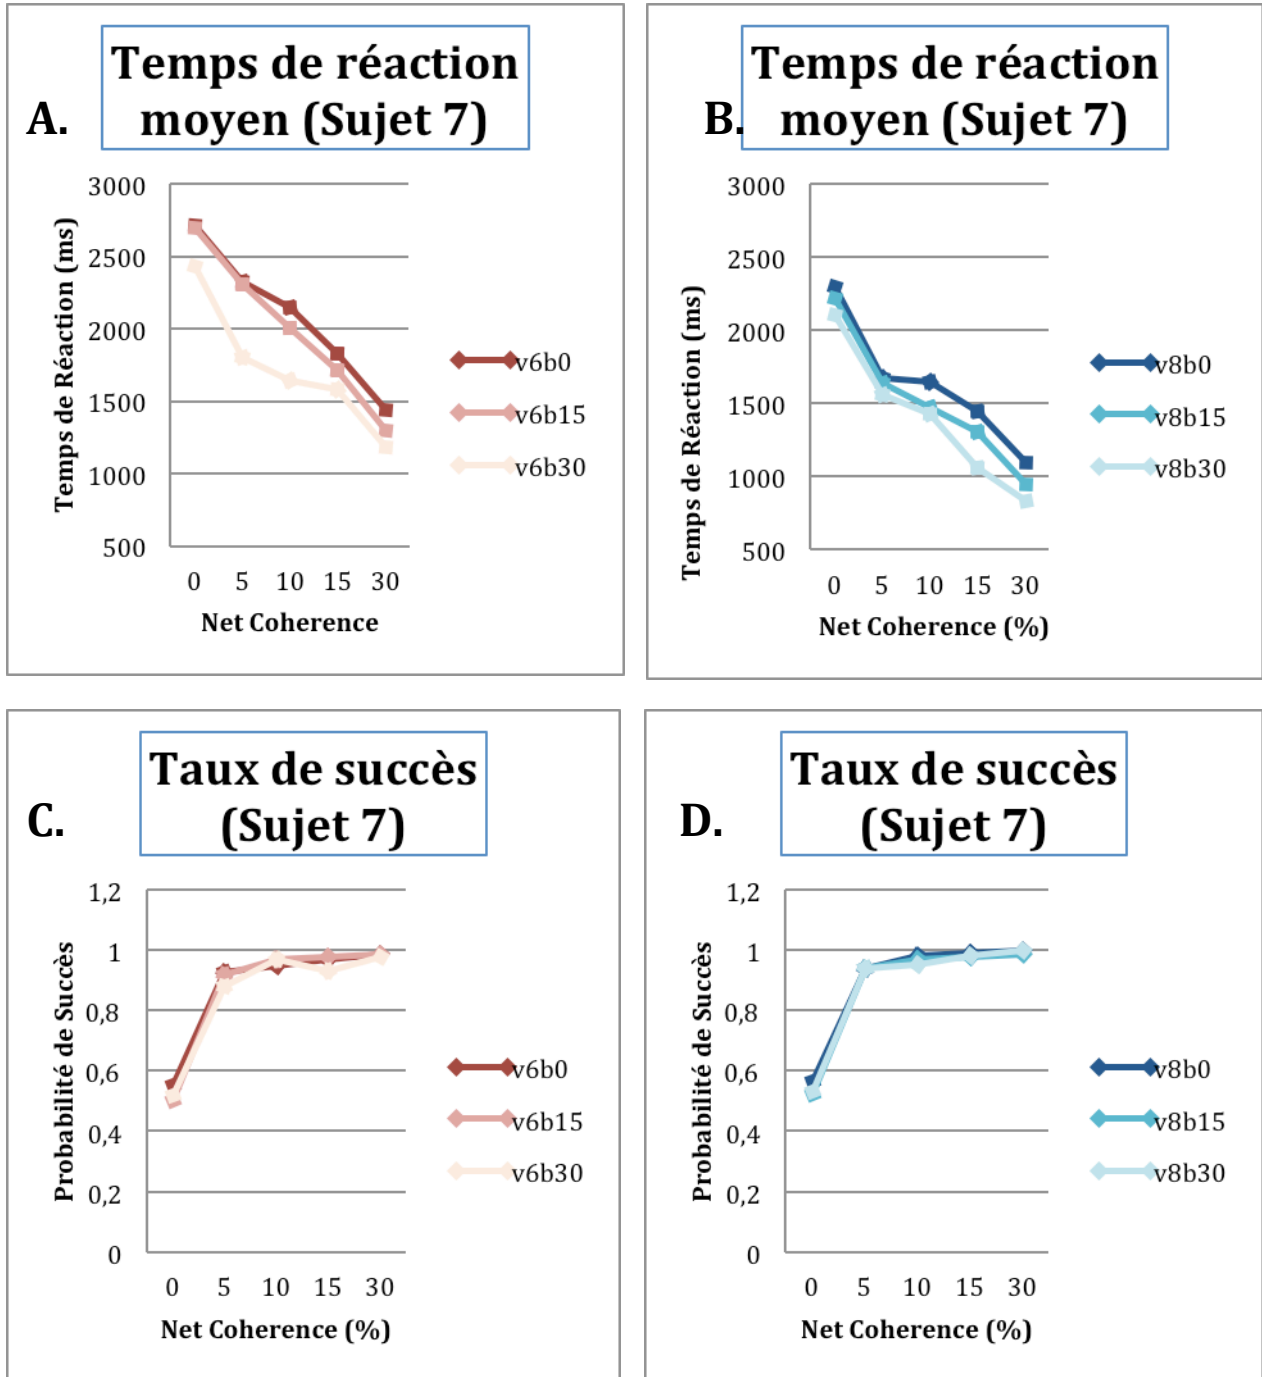 A.
Temps de réaction
moyen (Sujet 7)
Temps de Réaction (ms)
3000
2500
2000
1500
1000
500
0 5 10 15 30
Net Coherence
v6b0
v6b15
v6b30
B.
Temps de réaction
moyen (Sujet 7)
Temps de Réaction (ms)
3000
2500
2000
1500
1000
500
0 5 10 15 30
Net Coherence (%)
v8b0
v8b15
v8b30
C.
Taux de succès
(Sujet 7)
Probabilité de Succès
1,2
1
0,8
0,6
0,4
0,2
0
0 5 10 15 30
Net Coherence (%)
v6b0
v6b15
v6b30
D.
Taux de succès
(Sujet 7)
Probabilité de Succès
1,2
1
0,8
0,6
0,4
0,2
0
0 5 10 15 30
Net Coherence (%)
v8b0
v8b15
v8b30